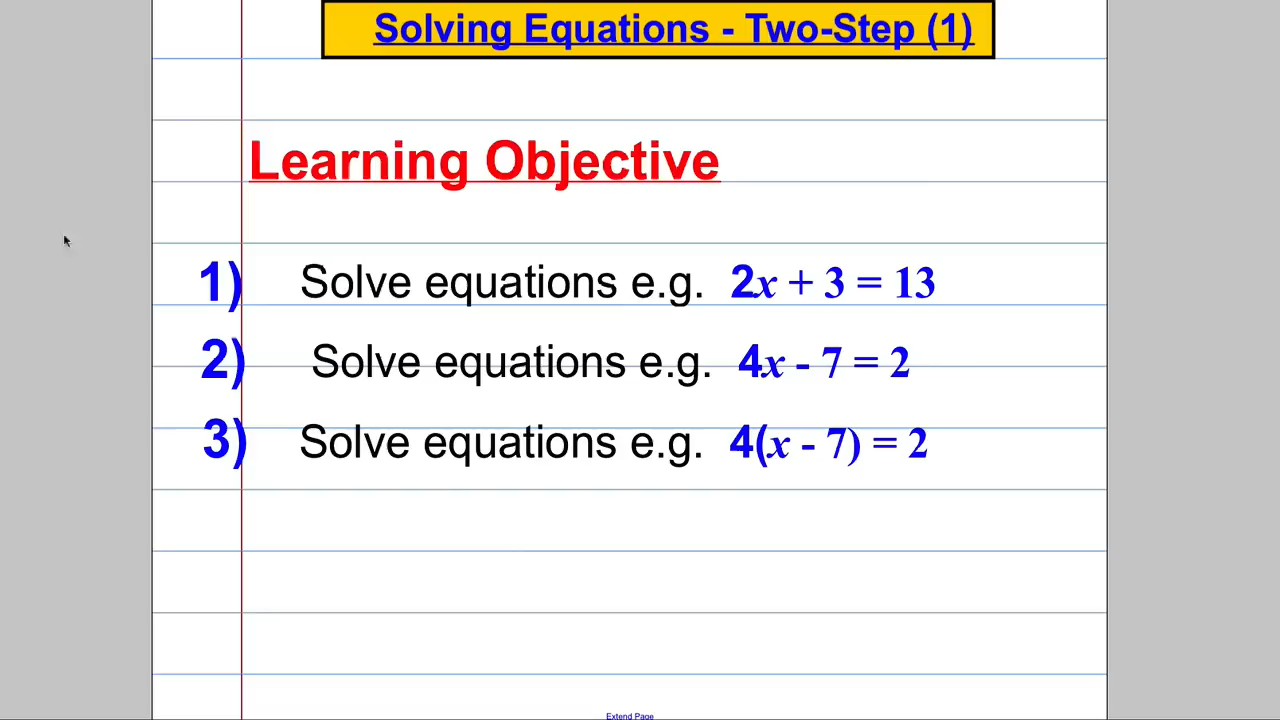 Solving Equations - Two-Step (1)
Learning Objective
1) Solve equations e.g. 2x + 3 = 13
2) Solve equations e.g. 4x - 7 = 2
3) Solve equations e.g. 4(x - 7) = 2
Extend Page